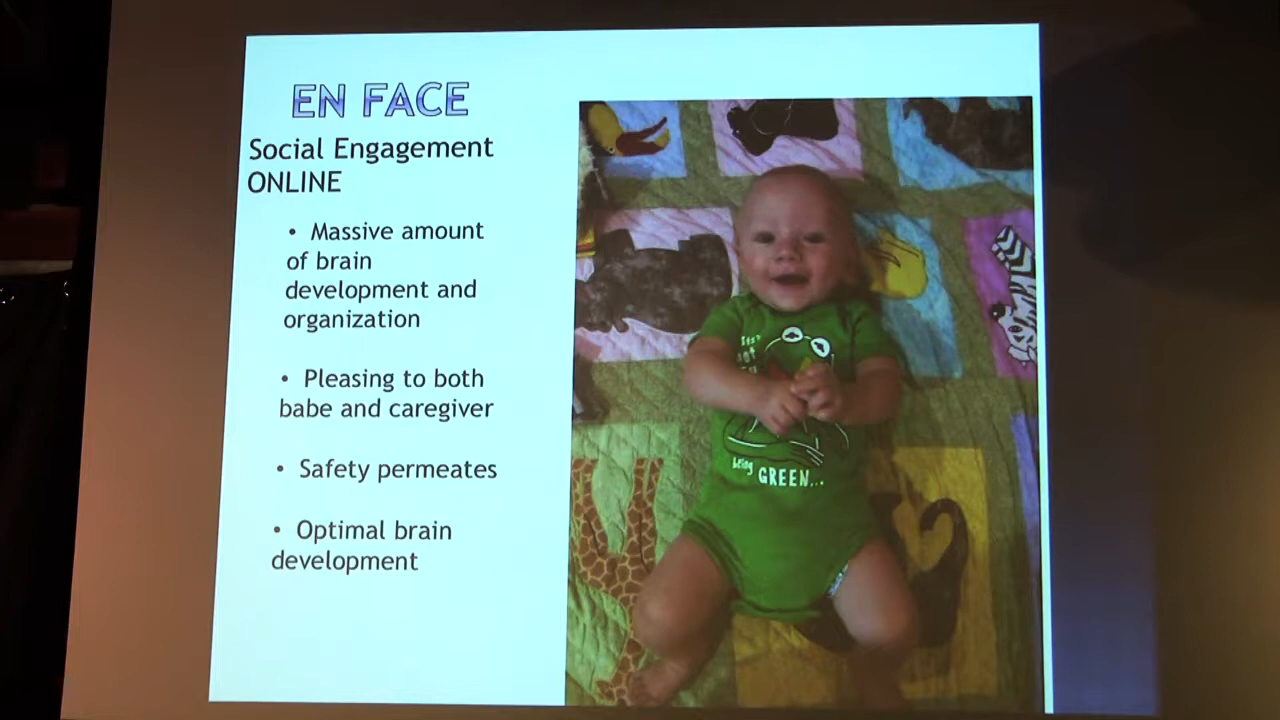 EN FACE
Social Engagement
ONLINE
• Massive amount
of brain
development and
organization
• Pleasing to both
babe and caregiver
• Safety permeates
• Optimal brain
development
being
GREEN...